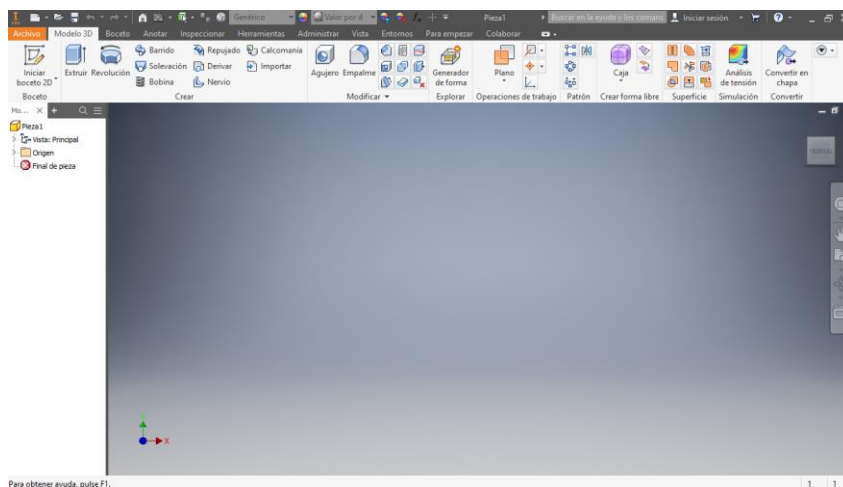 Genérico Valor por d Pieza1 Buscar en la ayuda y los comanc Iniciar sesión
Archivo Modelo 3D Boceto Anotar Inspeccionar Herramientas Administrar Vista Entornos Para empezar Colaborar
Iniciar boceto 2D
Extruir Revolución
Barrido Repujado Calcomanía
Solevación Derivar Importar
Bobina Nervio
Agujero Empalme
Generador de forma
Plano
Caja
Análisis de tensión
Convertir en chapa
Boceto Crear Modificar Explorar Operaciones de trabajo Patrón Crear forma libre Superficie Simulación Convertir
Mo...
Pieza1
Vista: Principal
Origen
Final de pieza
FRONTAL
X
Para obtener ayuda, pulse F1. 1 1